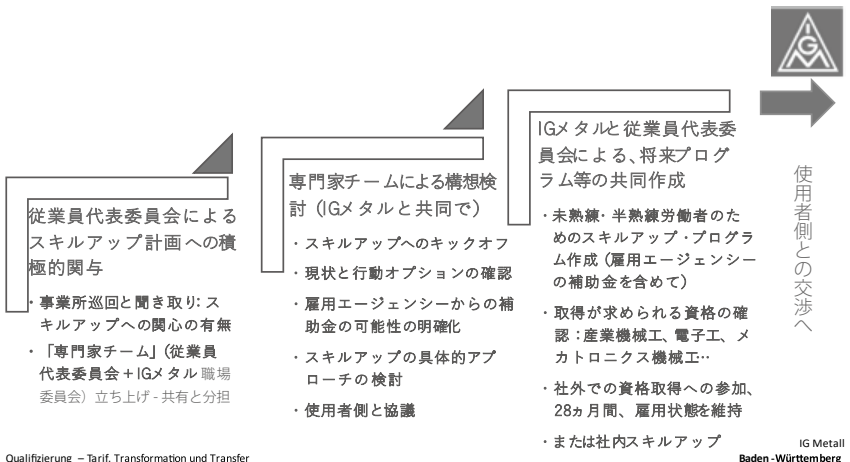 従業員代表委員会による
スキルアップ計画への積
極的関与
・事業所巡回と聞き取り: ス
キルアップへの関心の有無
・「専門家チーム」(従業員
代表委員会+IGメタル 職場
委員会）立ち上げ - 共有と分担
専門家チームによる構想検
討（IGメタルと共同で）
・スキルアップへのキックオフ
・現状と行動オプションの確認
・雇用エージェンシーからの補
助金の可能性の明確化
・スキルアップの具体的アプ
ローチの検討
・使用者側と協議
IGメタルと従業員代表委
員会による、将来プログ
ラム等の共同作成
・未熟練・半熟練労働者のた
めのスキルアップ・プログラ
ム作成（雇用エージェンシー
の補助金を含めて）
・取得が求められる資格の確
認：産業機械工、電子工、メ
カトロニクス機械工…
・社外での資格取得への参加、
28ヵ月間、雇用状態を維持
・または社内スキルアップ
IGM
使用者側との交渉へ
Qualifizierung – Tarif, Transformation und Transfer
IG Metall
Baden -Württemberg